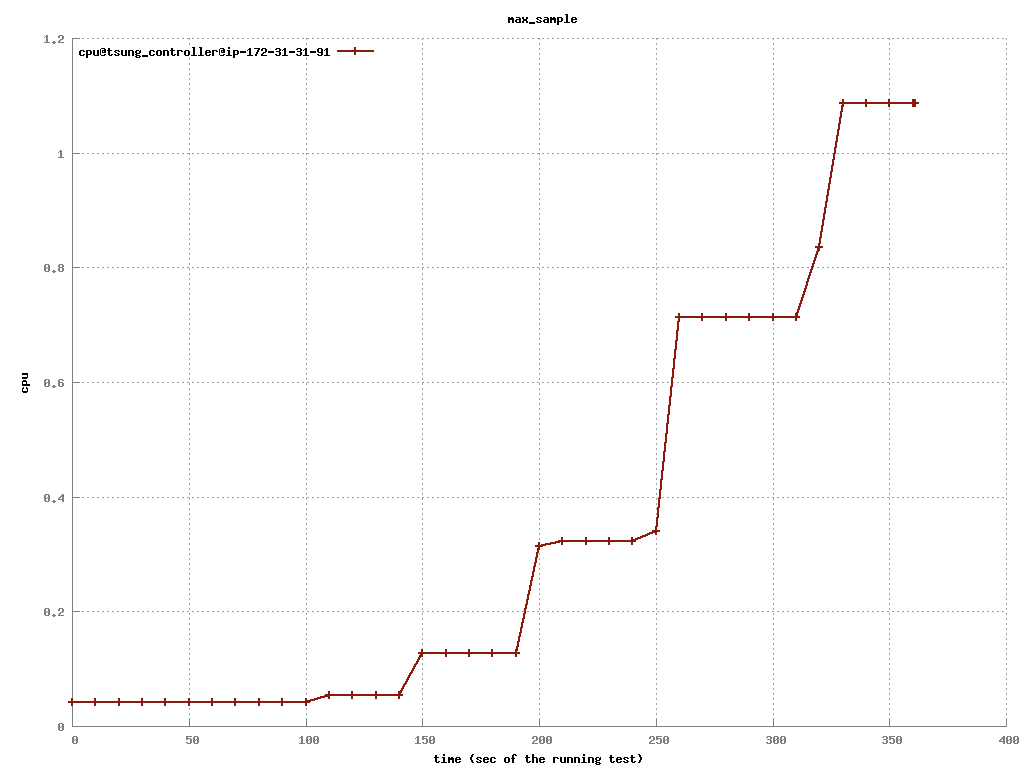 max_sample
cpu@tsung_controller@ip-172-31-31-91
1.2
1
0.8
0.6
0.4
0.2
0
cpu
0 50 100 150 200 250 300 350 400
time (sec of the running test)